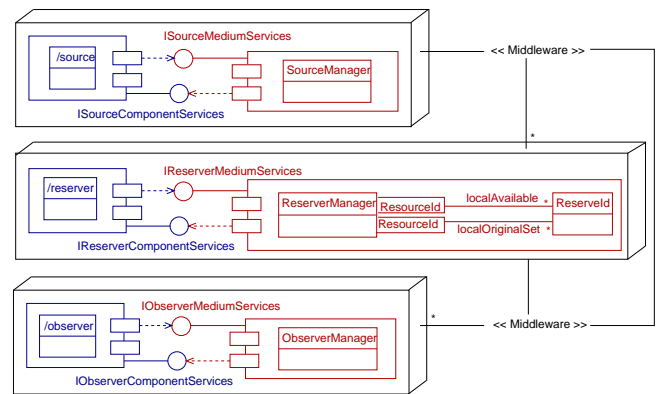 ISourceMediumServices
/source
SourceManager
<< Middleware >>
ISourceComponentServices
*
IReserverMediumServices
/reserver
ReserverManager
ResourceId
localAvailable
*
ReserveId
ResourceId
localOriginalSet
*
IReserverComponentServices
IObserverMediumServices
*
<< Middleware >>
/observer
ObserverManager
IObserverComponentServices